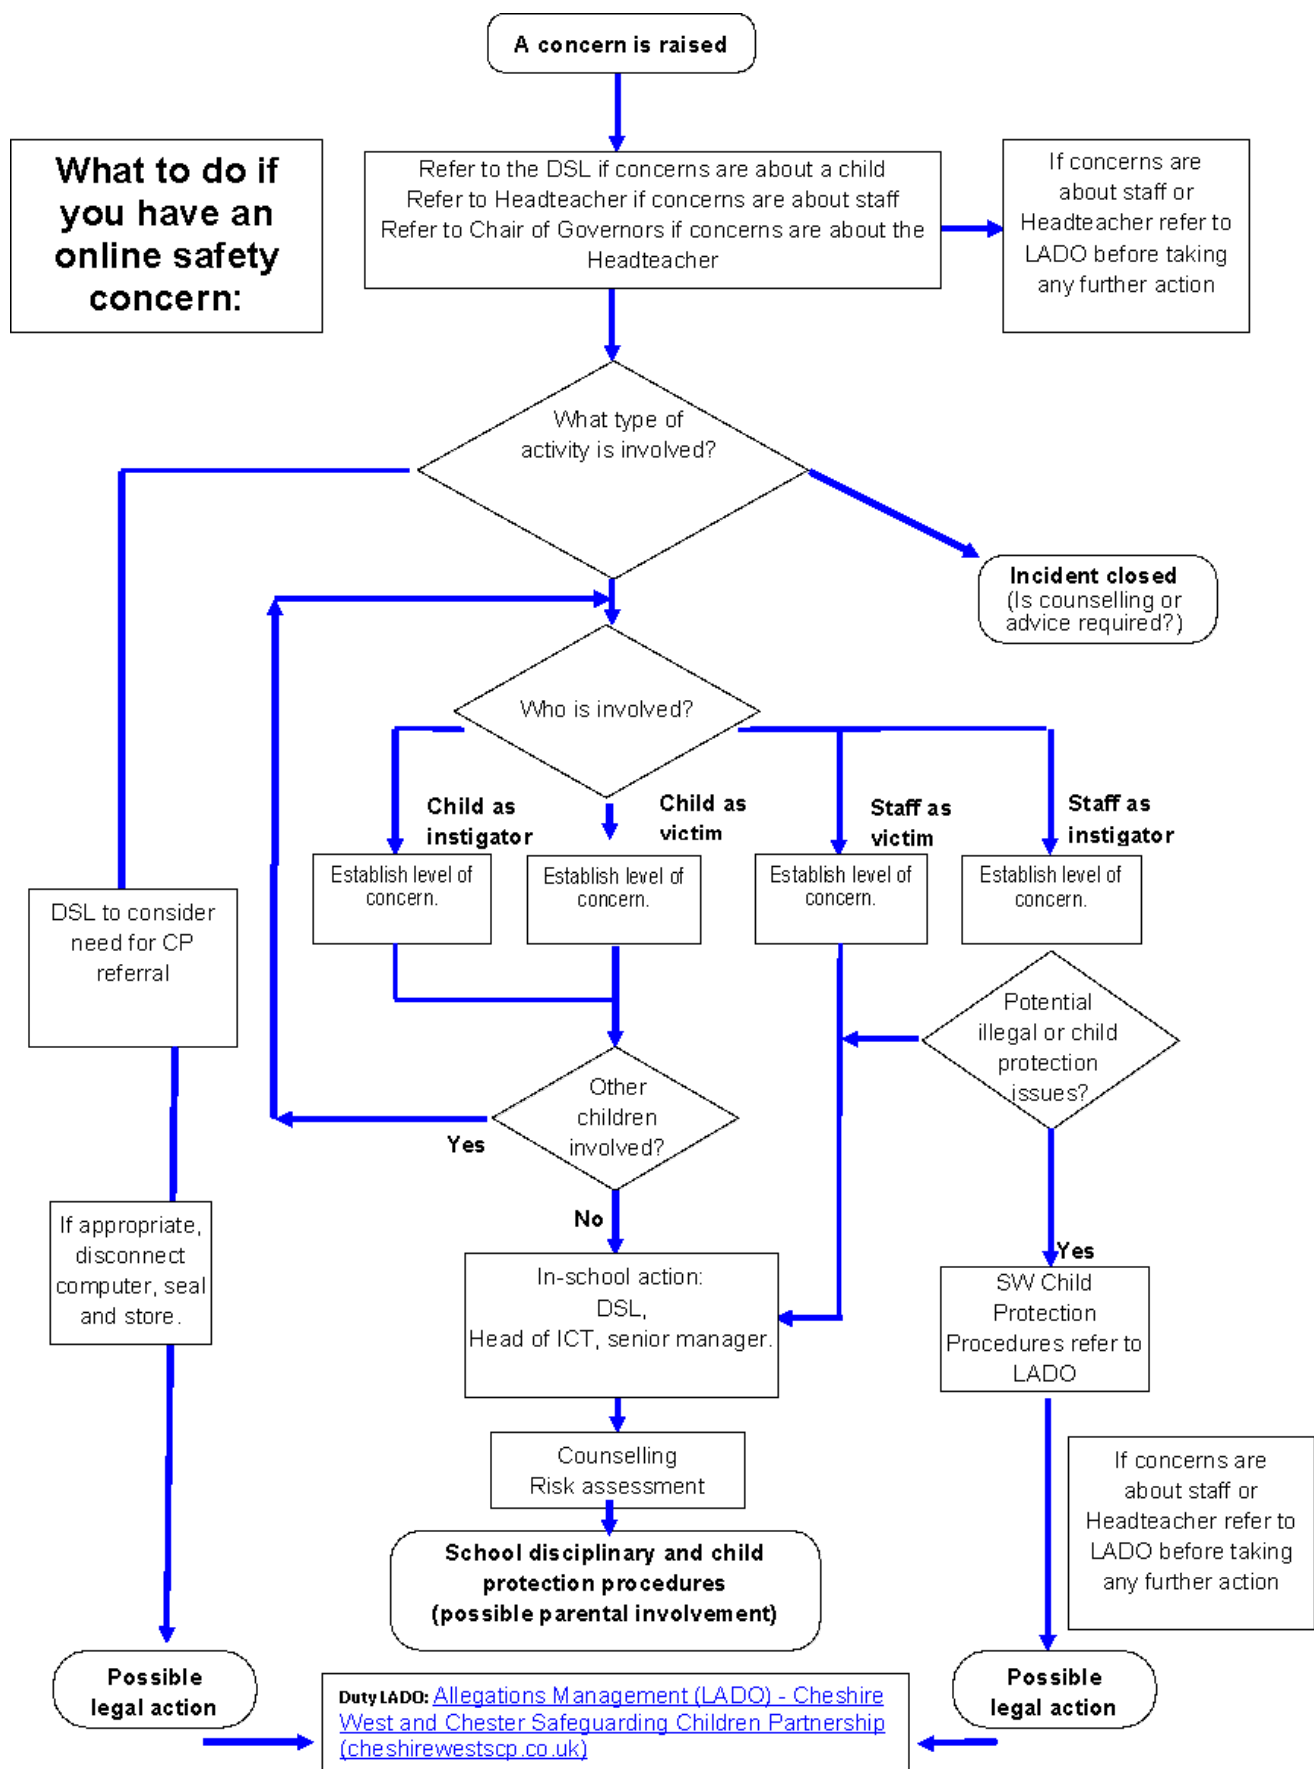 A concern is raised
What to do if
you have an
online safety
concern:
Refer to the DSL if concerns are about a child
Refer to Headteacher if concerns are about staff
Refer to Chair of Governors if concerns are about the
Headteacher
If concerns are
about staff or
Headteacher refer to
LADO before taking
any further action
What type of
activity is involved?
Incident closed
(Is counselling or
advice required?)
Who is involved?
Child as
instigator
Child as
victim
Staff as
victim
Staff as
instigator
Establish level of
concern.
Establish level of
concern.
Establish level of
concern.
Establish level of
concern.
DSL to consider
need for CP
referral
Potential
illegal or child
protection
issues?
Other
children
involved?
Yes
No
Yes
If appropriate,
disconnect
computer, seal
and store.
In-school action:
DSL,
Head of ICT, senior manager.
SW Child
Protection
Procedures refer to
LADO
Counselling
Risk assessment
If concerns are
about staff or
Headteacher refer to
LADO before taking
any further action
School disciplinary and child
protection procedures
(possible parental involvement)
Possible
legal action
Possible
legal action
Duty LADO: Allegations Management (LADO) - Cheshire
West and Chester Safeguarding Children Partnership
(cheshirewestscp.co.uk)